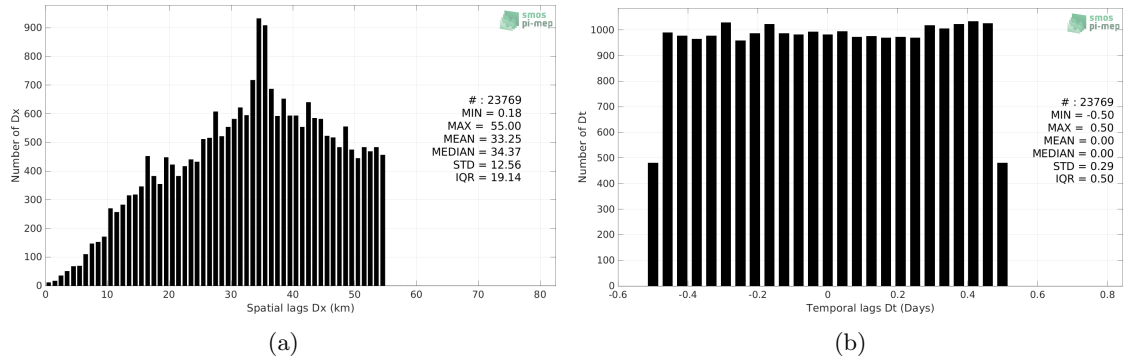 smos
pi-mep
900
800
700
600
500
400
300
200
100
0
Number of Dx
# : 23769
MIN = 0.18
MAX = 55.00
MEAN = 33.25
MEDIAN = 34.37
STD = 12.56
IQR = 19.14
0 10 20 30 40 50 60 70 80
Spatial lags Dx (km)
(a)
smos
pi-mep
1000
900
800
700
600
500
400
300
200
100
0
Number of Dt
# : 23769
MIN = -0.50
MAX = 0.50
MEAN = 0.00
MEDIAN = 0.00
STD = 0.29
IQR = 0.50
-0.6 -0.4 -0.2 0 0.2 0.4 0.6 0.8
Temporal lags Dt (Days)
(b)